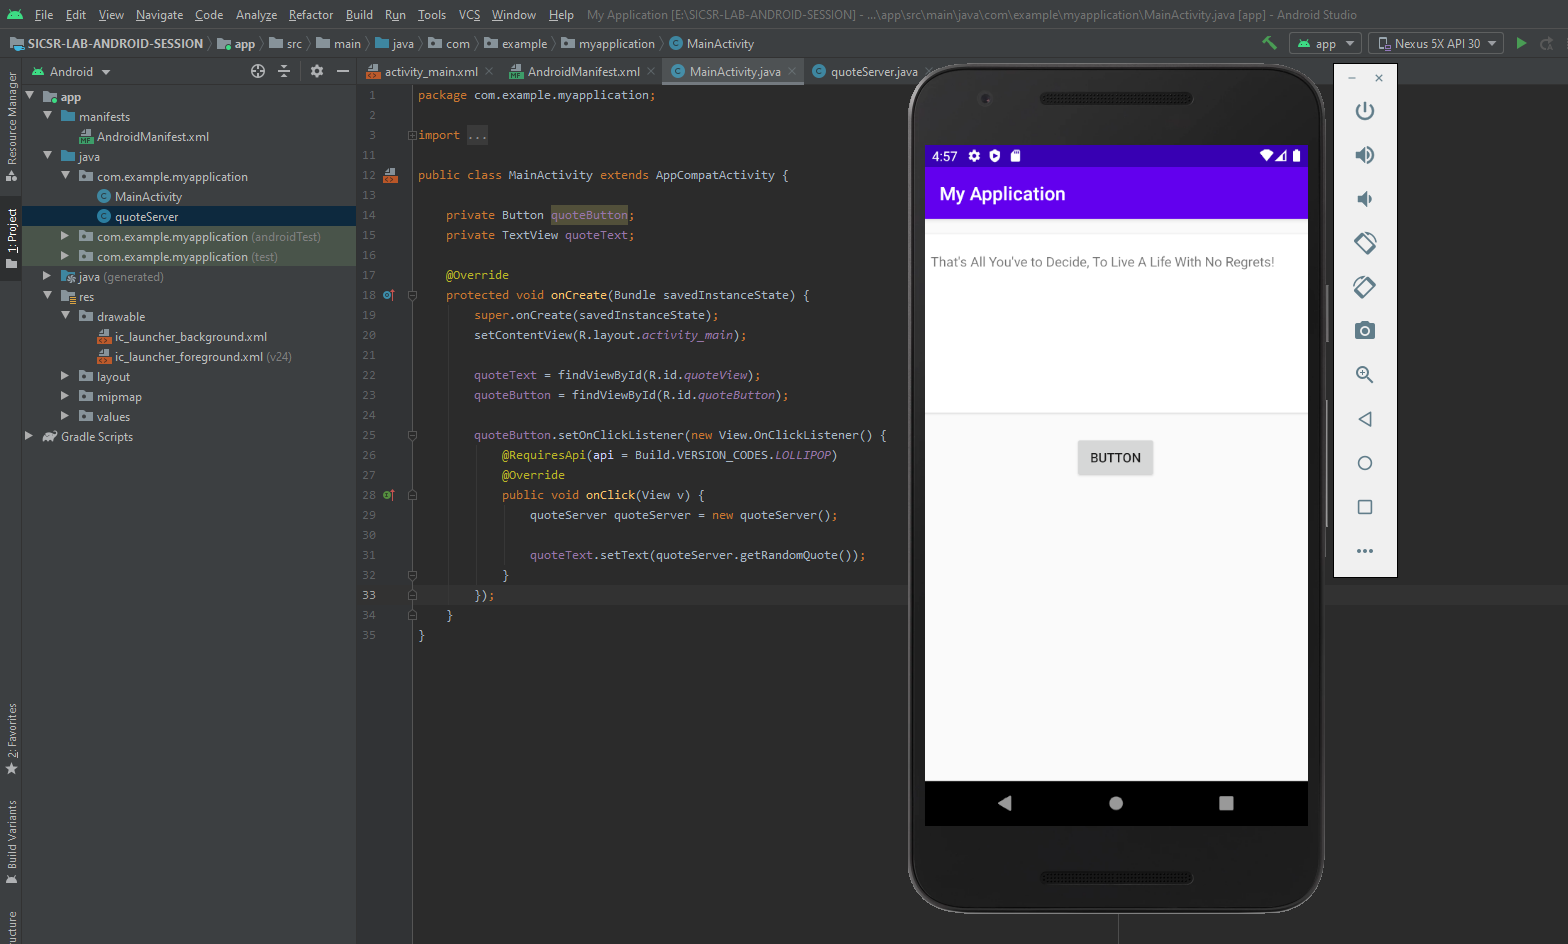 File Edit View Navigate Code Analyze Refactor Build Run Tools VCS Window Help My Application [E:\SICSR-LAB-ANDROID-SESSION] - ...\app\src\main\java\com\example\myapplication\MainActivity.java [app] - Android Studio
SICSR-LAB-ANDROID-SESSION app src main java com example myapplication MainActivity app Nexus 5X API 30
Android activity_main.xml AndroidManifest.xml MainActivity.java quoteServer.java
Resource Manager
1: Project
2: Favorites
Build Variants
app
manifests
AndroidManifest.xml
java
com.example.myapplication
MainActivity
quoteServer
com.example.myapplication (androidTest)
com.example.myapplication (test)
java (generated)
res
drawable
ic_launcher_background.xml
ic_launcher_foreground.xml (v24)
layout
mipmap
values
Gradle Scripts
1 package com.example.myapplication;
2
3 import ...
11
12 public class MainActivity extends AppCompatActivity {
13
14 private Button quoteButton;
15 private TextView quoteText;
16
17 @Override
18 protected void onCreate(Bundle savedInstanceState) {
19 super.onCreate(savedInstanceState);
20 setContentView(R.layout.activity_main);
21
22 quoteText = findViewById(R.id.quoteView);
23 quoteButton = findViewById(R.id.quoteButton);
24
25 quoteButton.setOnClickListener(new View.OnClickListener() {
26 @RequiresApi(api = Build.VERSION_CODES.LOLLIPOP)
27 @Override
28 public void onClick(View v) {
29 quoteServer quoteServer = new quoteServer();
30
31 quoteText.setText(quoteServer.getRandomQuote());
32 }
33 });
34 }
35 }
4:57
My Application
That's All You've to Decide, To Live A Life With No Regrets!
BUTTON